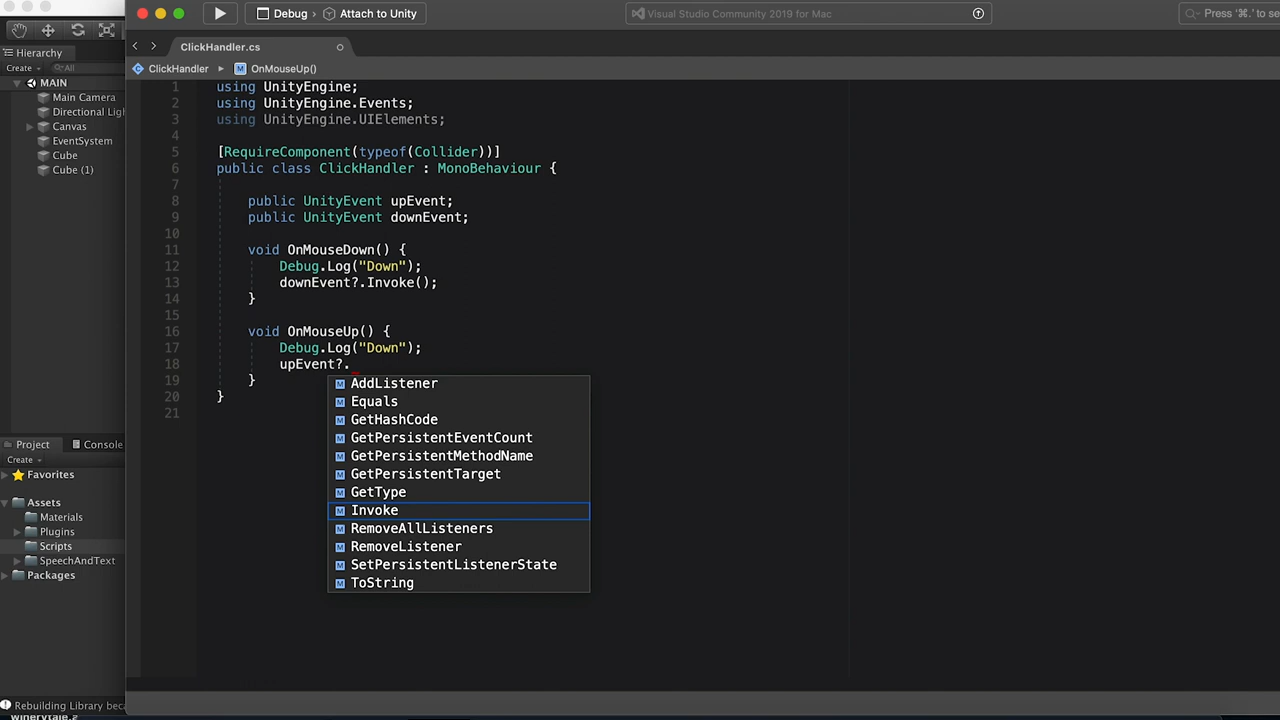 Debug › Attach to Unity
Visual Studio Community 2019 for Mac
Press '⌘.' to se
Hierarchy
Create
All
MAIN
Main Camera
Directional Ligh
Canvas
EventSystem
Cube
Cube (1)
Project
Console
Create
Favorites
Assets
Materials
Plugins
Scripts
SpeechAndText
Packages
Rebuilding Library beca
ClickHandler.cs
ClickHandler ▸ OnMouseUp()
1 using UnityEngine;
2 using UnityEngine.Events;
3 using UnityEngine.UIElements;
4
5 [RequireComponent(typeof(Collider))]
6 public class ClickHandler : MonoBehaviour {
7
8 public UnityEvent upEvent;
9 public UnityEvent downEvent;
10
11 void OnMouseDown() {
12 Debug.Log("Down");
13 downEvent?.Invoke();
14 }
15
16 void OnMouseUp() {
17 Debug.Log("Down");
18 upEvent?.
19 }
20 }
21
AddListener
Equals
GetHashCode
GetPersistentEventCount
GetPersistentMethodName
GetPersistentTarget
GetType
Invoke
RemoveAllListeners
RemoveListener
SetPersistentListenerState
ToString